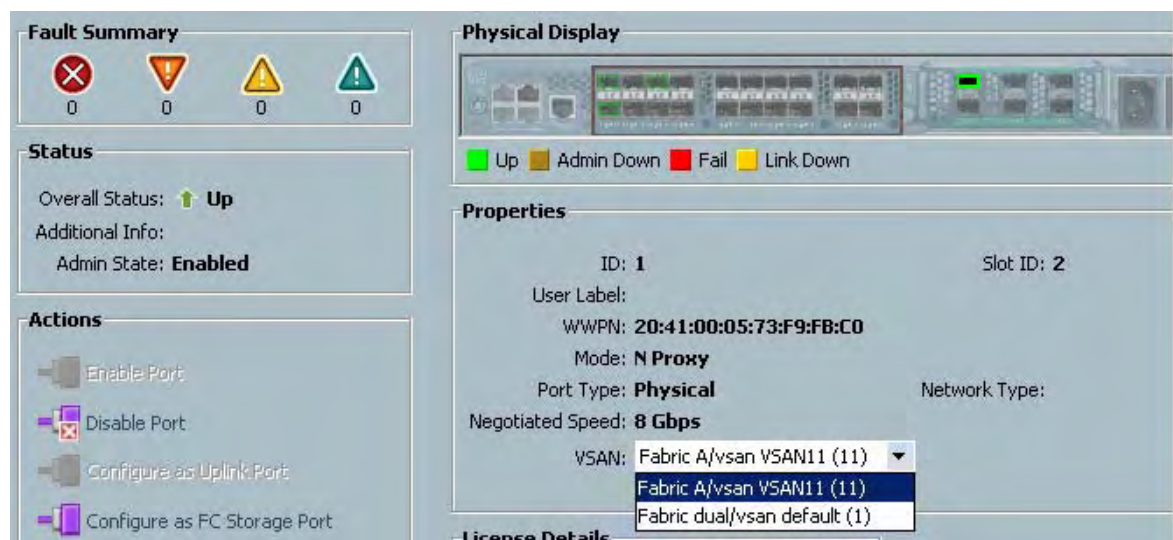 Fault Summary
0 0 0 0
Status
Overall Status: Up
Additional Info:
Admin State: Enabled
Actions
Enable Port
Disable Port
Configure as Uplink Port
Configure as FC Storage Port
Physical Display
Up Admin Down Fail Link Down
Properties
ID: 1 Slot ID: 2
User Label:
WWPN: 20:41:00:05:73:F9:FB:C0
Mode: N Proxy
Port Type: Physical Network Type:
Negotiated Speed: 8 Gbps
VSAN: Fabric A/vsan VSAN11 (11)
Fabric A/vsan VSAN11 (11)
Fabric dual/vsan default (1)
License Details